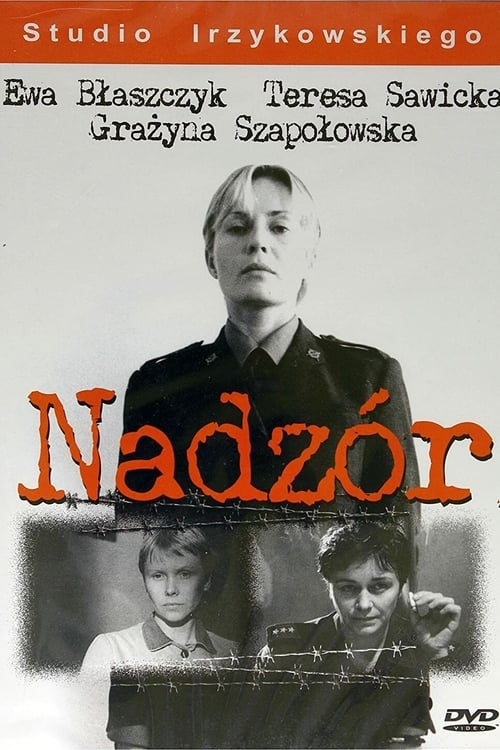 Studio Irzykowskiego
Ewa Błaszczyk Teresa Sawicka
Grażyna Szapołowska
Nadzór
DVD
VIDEO